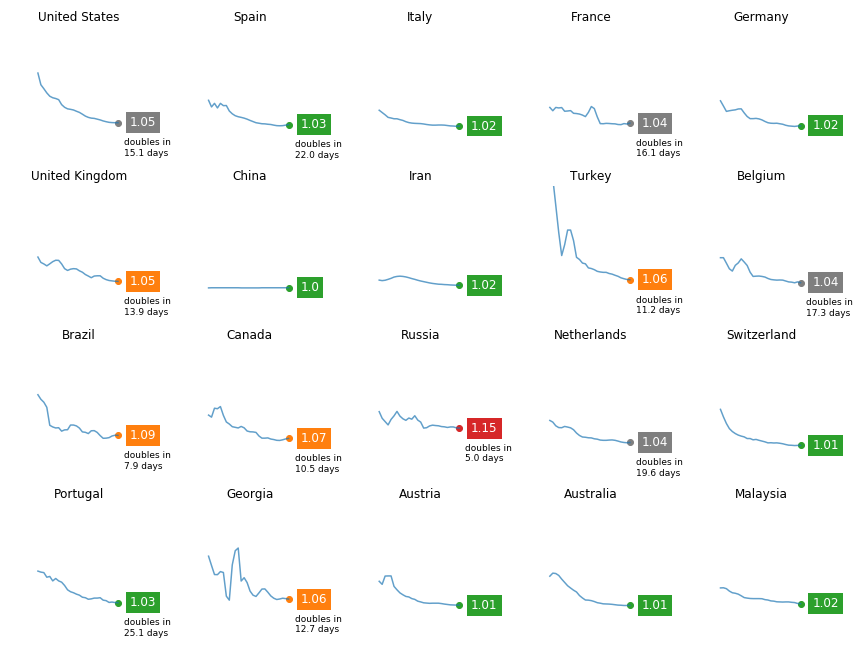 United States
Spain
Italy
France
Germany
1.05
1.03
1.02
1.04
1.02
doubles in
15.1 days
doubles in
22.0 days
doubles in
16.1 days
United Kingdom
China
Iran
Turkey
Belgium
1.05
1.0
1.02
1.06
1.04
doubles in
13.9 days
doubles in
11.2 days
doubles in
17.3 days
Brazil
Canada
Russia
Netherlands
Switzerland
1.09
1.07
1.15
1.04
1.01
doubles in
7.9 days
doubles in
10.5 days
doubles in
5.0 days
doubles in
19.6 days
Portugal
Georgia
Austria
Australia
Malaysia
1.03
1.06
1.01
1.01
1.02
doubles in
25.1 days
doubles in
12.7 days